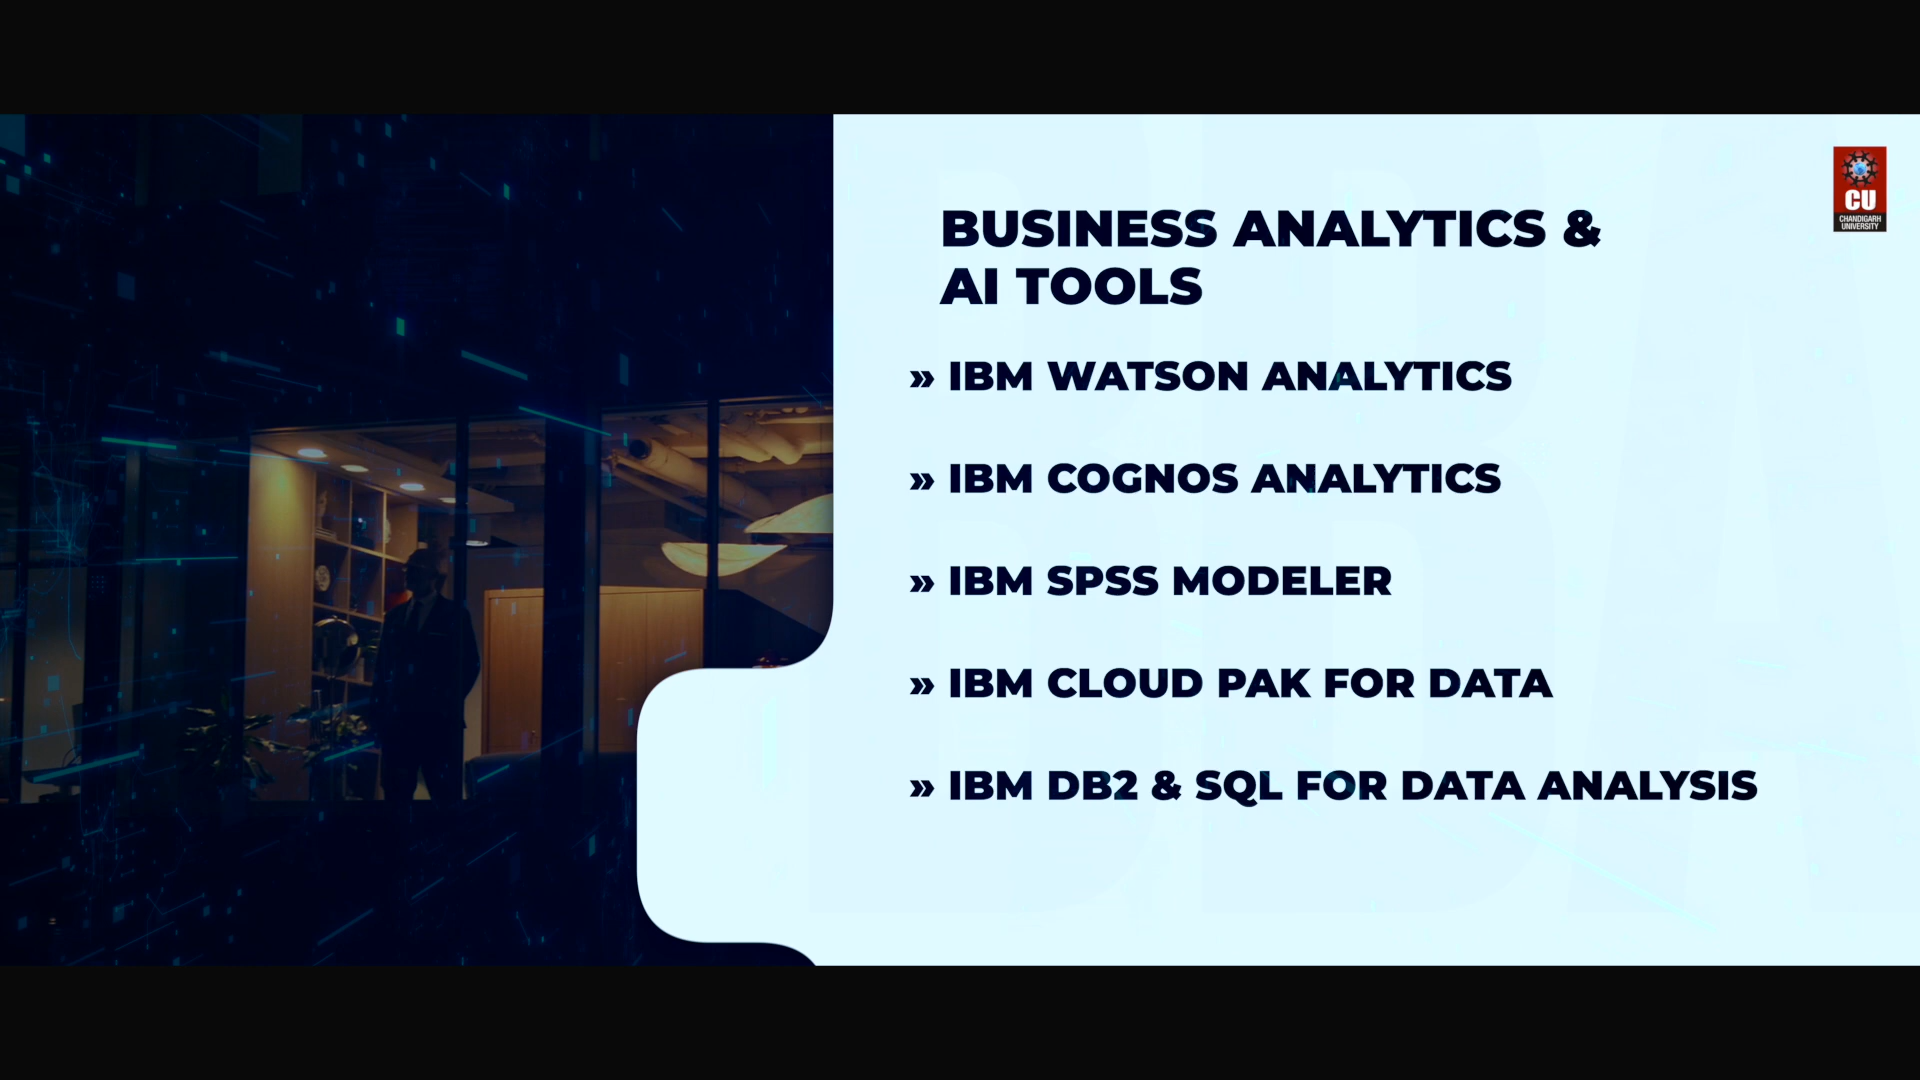 BUSINESS ANALYTICS &
AI TOOLS
» IBM WATSON ANALYTICS
» IBM COGNOS ANALYTICS
» IBM SPSS MODELER
» IBM CLOUD PAK FOR DATA
» IBM DB2 & SQL FOR DATA ANALYSIS
CU
CHANDIGARH
UNIVERSITY